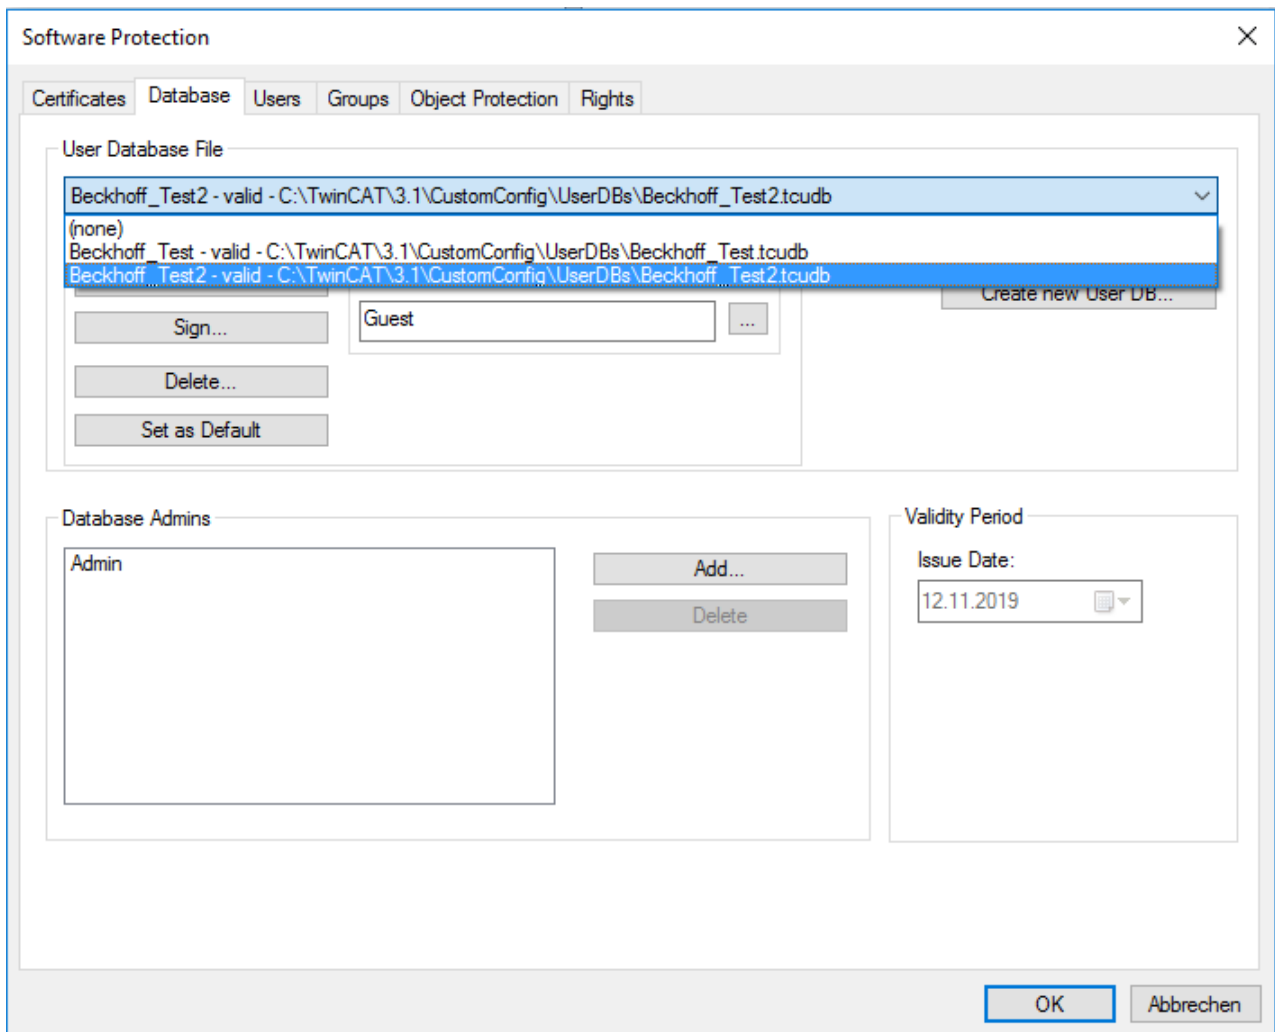 Software Protection
Certificates Database Users Groups Object Protection Rights
User Database File
Beckhoff_Test2 - valid - C:\TwinCAT\3.1\CustomConfig\UserDBs\Beckhoff_Test2.tcudb
(none)
Beckhoff_Test - valid - C:\TwinCAT\3.1\CustomConfig\UserDBs\Beckhoff_Test.tcudb
Beckhoff_Test2 - valid - C:\TwinCAT\3.1\CustomConfig\UserDBs\Beckhoff_Test2.tcudb
Create new User DB...
Sign... Guest ...
Delete...
Set as Default
Database Admins Validity Period
Admin Add... Issue Date:
Delete 12.11.2019
OK Abbrechen